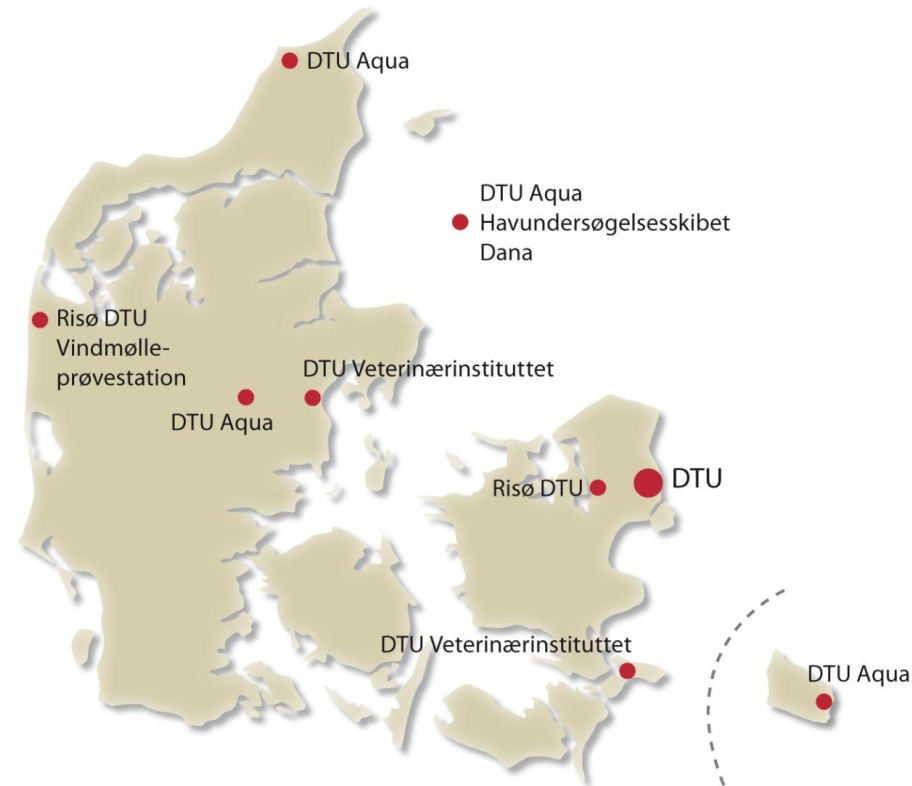 DTU Aqua
DTU Aqua
Havundersøgelsesskibet
Dana
Risø DTU
Vindmølle-
prøvestation
DTU Veterinærinstituttet
DTU Aqua
Risø DTU
DTU
DTU Veterinærinstituttet
DTU Aqua